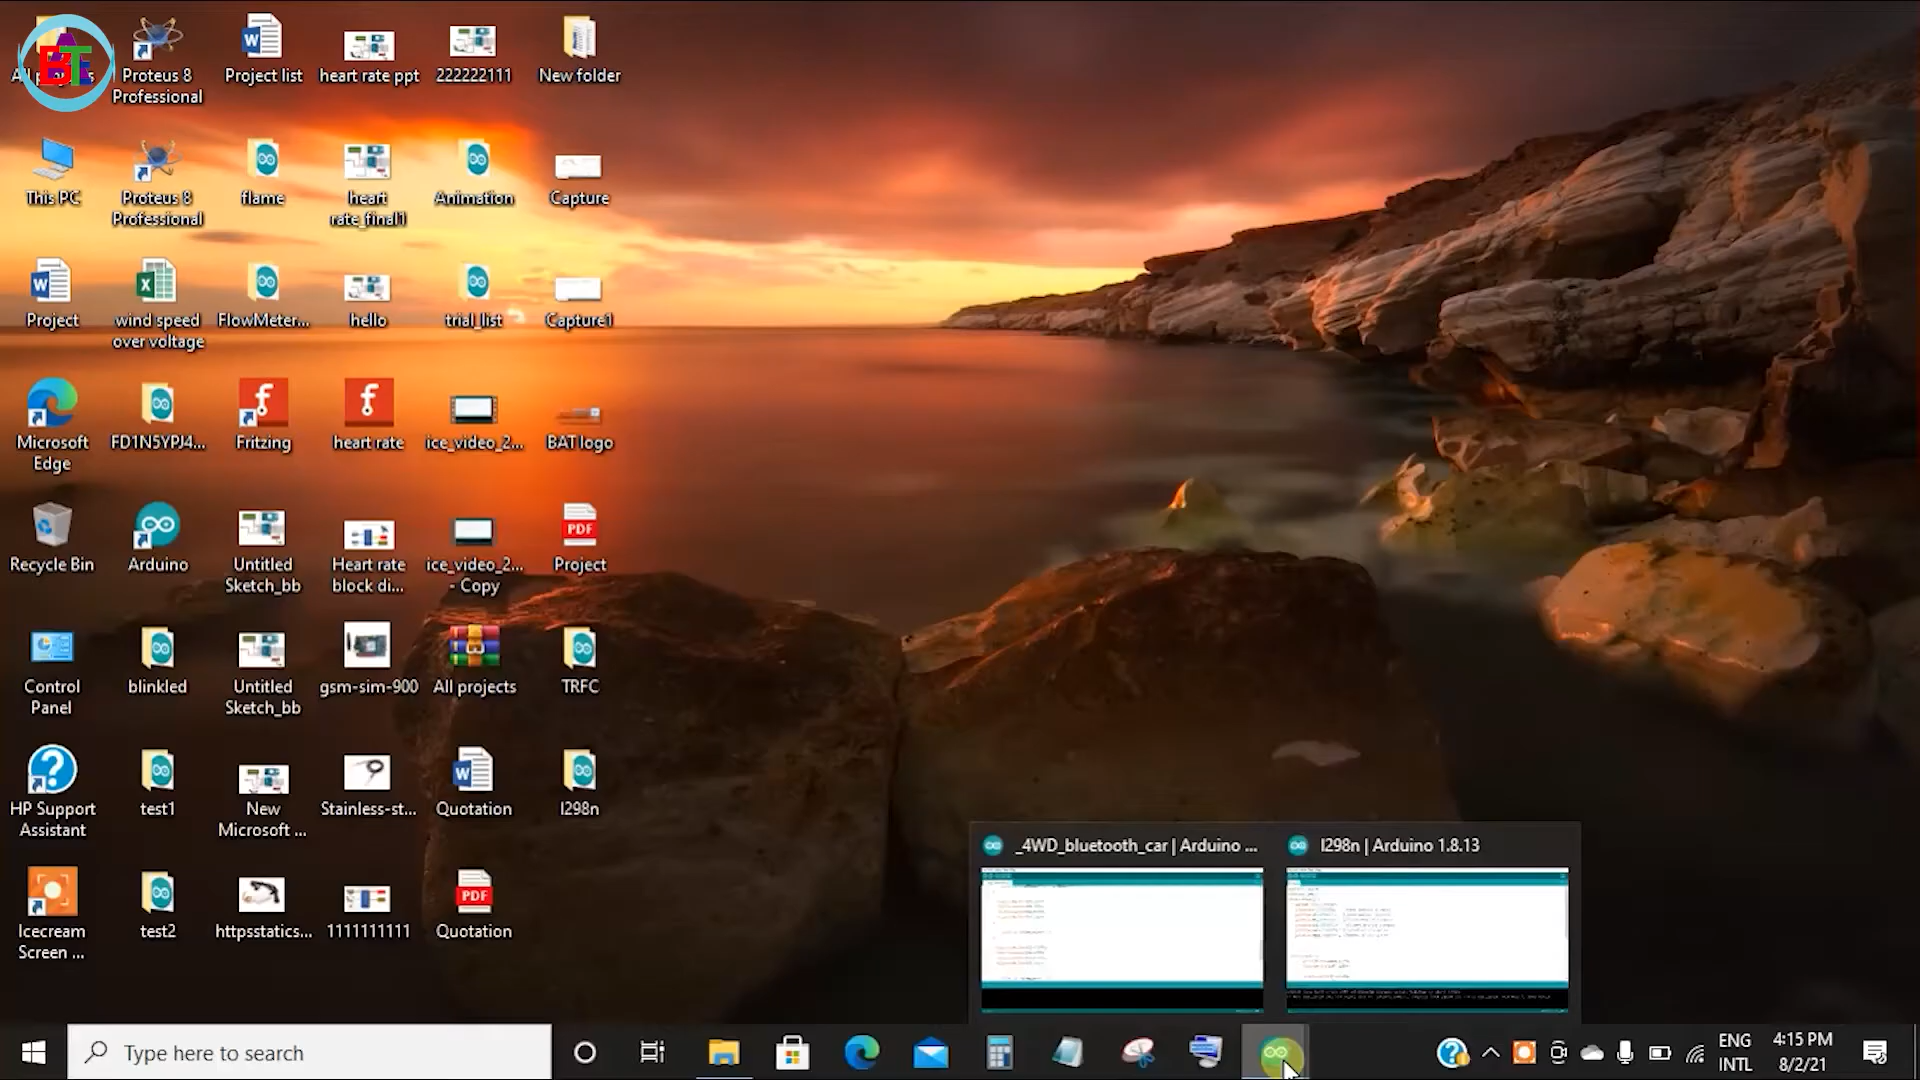 BT
Proteus 8
Professional
Project list
heart rate ppt
222222111
New folder
This PC
Proteus 8
Professional
flame
heart
rate_final1
Animation
Capture
Project
wind speed
over voltage
FlowMeter...
hello
trial_list
Capture1
Microsoft
Edge
FD1N5YPJ4...
Fritzing
heart rate
ice_video_2...
BAT logo
Recycle Bin
Arduino
Untitled
Sketch_bb
Heart rate
block di...
ice_video_2...
- Copy
PDF
Project
Control
Panel
blinkled
Untitled
Sketch_bb
gsm-sim-900
All projects
TRFC
HP Support
Assistant
test1
New
Microsoft ...
Stainless-st...
Quotation
l298n
Icecream
Screen ...
test2
httpsstatics...
1111111111
PDF
Quotation
_4WD_bluetooth_car | Arduino ...
l298n | Arduino 1.8.13
Type here to search
ENG
INTL
4:15 PM
8/2/21